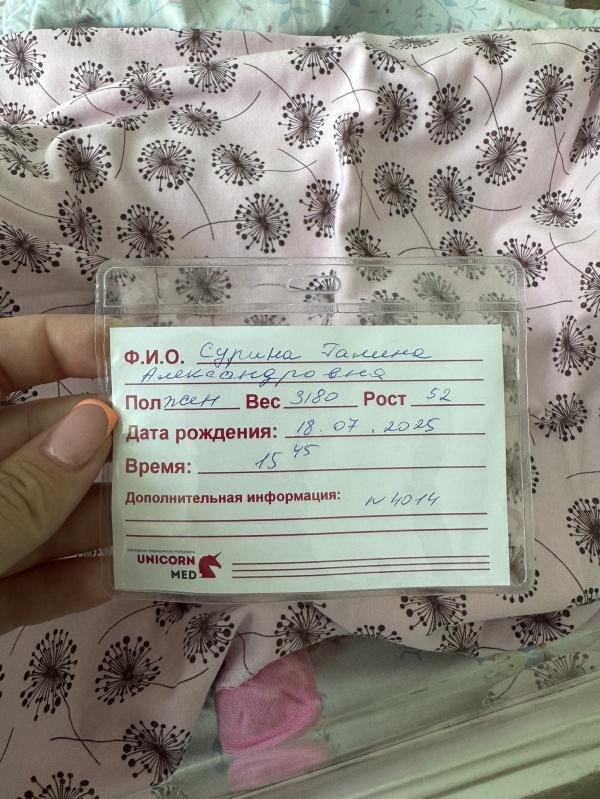 Ф.И.О. Сурина Галина
Александровна
Пол жен Вес 3180 Рост 52
Дата рождения: 18.07.2025
Время: 15 45
Дополнительная информация: N 4014
UNICORN
MED